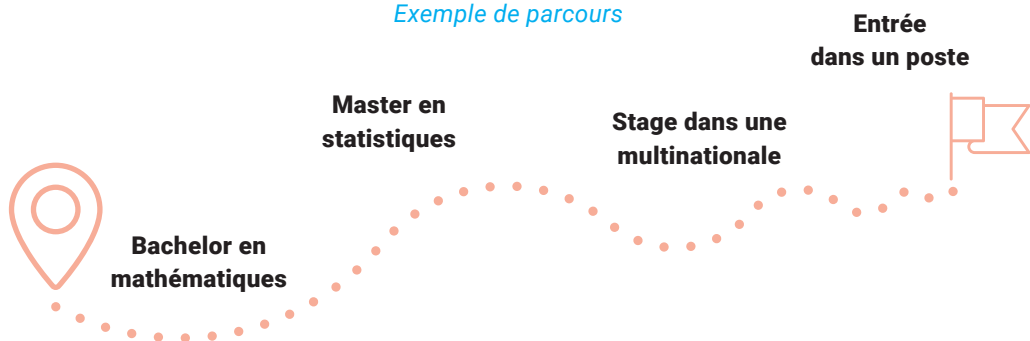 Exemple de parcours
Bachelor en
mathématiques
Master en
statistiques
Stage dans une
multinationale
Entrée
dans un poste